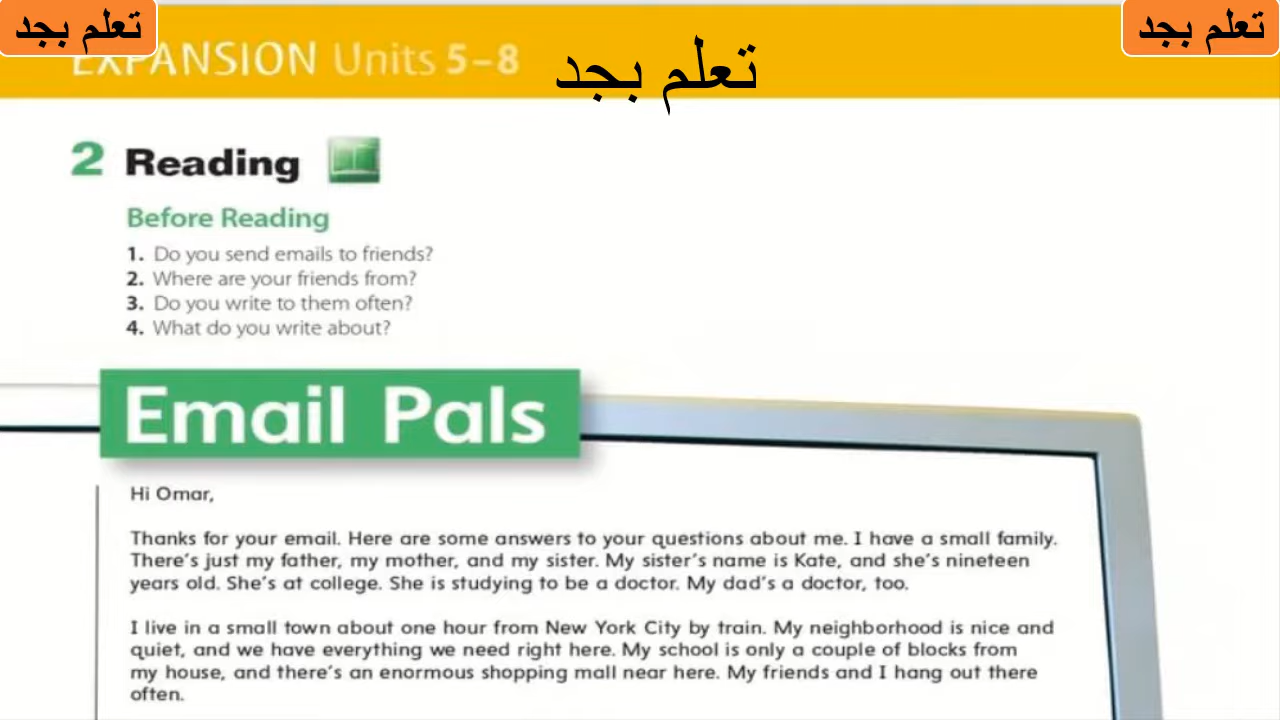 تعلم بجد
تعلم بجد
EXPANSION Units 5–8
تعلم بجد
2 Reading
Before Reading
1. Do you send emails to friends?
2. Where are your friends from?
3. Do you write to them often?
4. What do you write about?
Email Pals
Hi Omar,
Thanks for your email. Here are some answers to your questions about me. I have a small family.
There's just my father, my mother, and my sister. My sister's name is Kate, and she's nineteen
years old. She's at college. She is studying to be a doctor. My dad's a doctor, too.
I live in a small town about one hour from New York City by train. My neighborhood is nice and
quiet, and we have everything we need right here. My school is only a couple of blocks from
my house, and there's an enormous shopping mall near here. My friends and I hang out there
often.